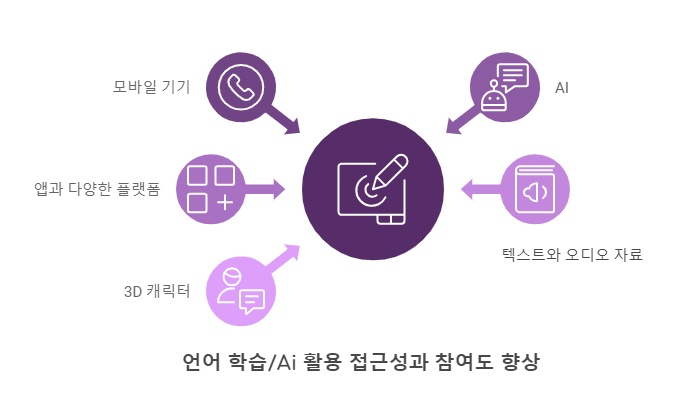 모바일 기기
AI
앱과 다양한 플랫폼
텍스트와 오디오 자료
3D 캐릭터
언어 학습/Ai 활용 접근성과 참여도 향상